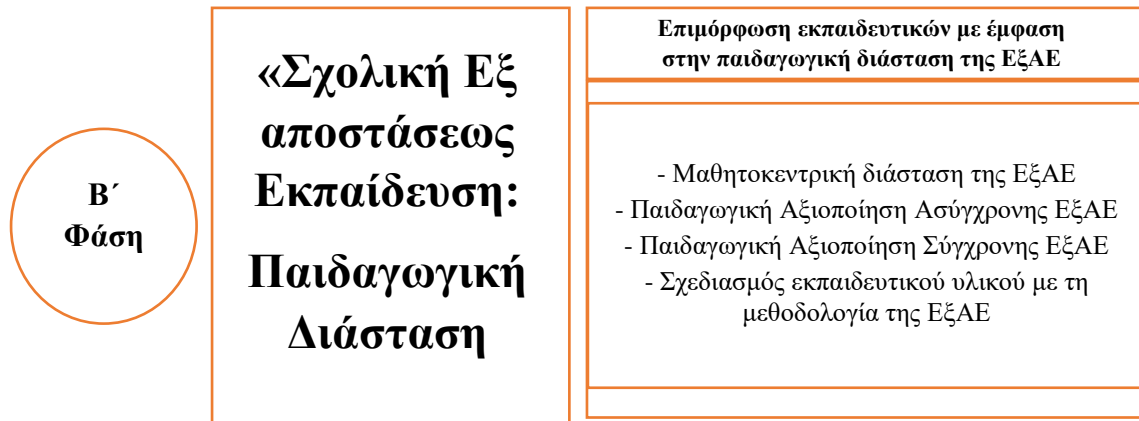 Β΄
Φάση
«Σχολική Εξ
αποστάσεως
Εκπαίδευση:
Παιδαγωγική
Διάσταση
Επιμόρφωση εκπαιδευτικών με έμφαση
στην παιδαγωγική διάσταση της ΕξΑΕ
- Μαθητοκεντρική διάσταση της ΕξΑΕ
- Παιδαγωγική Αξιοποίηση Ασύγχρονης ΕξΑΕ
- Παιδαγωγική Αξιοποίηση Σύγχρονης ΕξΑΕ
- Σχεδιασμός εκπαιδευτικού υλικού με τη
μεθοδολογία της ΕξΑΕ